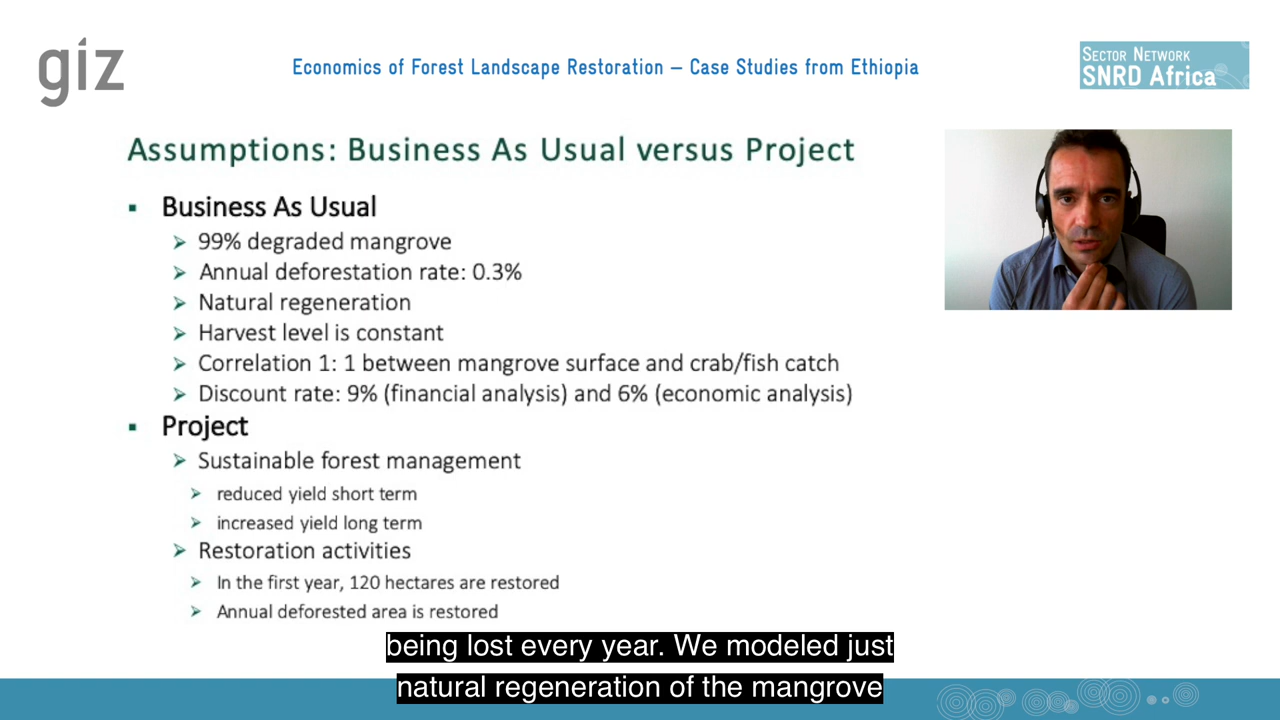 giz
Economics of Forest Landscape Restoration – Case Studies from Ethiopia
SECTOR NETWORK
SNRD Africa
Assumptions: Business As Usual versus Project
Business As Usual
99% degraded mangrove
Annual deforestation rate: 0.3%
Natural regeneration
Harvest level is constant
Correlation 1: 1 between mangrove surface and crab/fish catch
Discount rate: 9% (financial analysis) and 6% (economic analysis)
Project
Sustainable forest management
reduced yield short term
increased yield long term
Restoration activities
In the first year, 120 hectares are restored
Annual deforested area is restored
being lost every year. We modeled just
natural regeneration of the mangrove